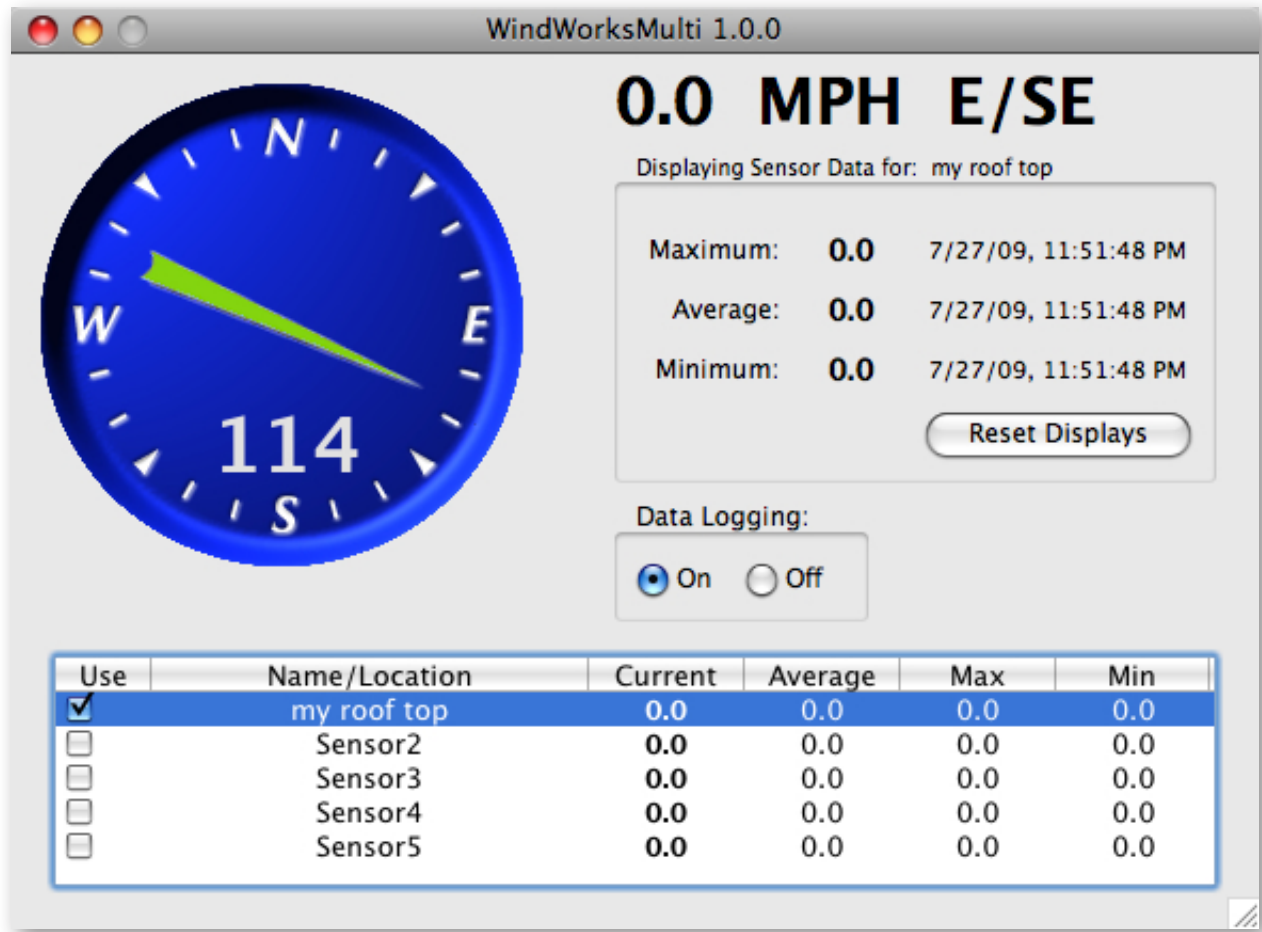 WindWorksMulti 1.0.0
0.0 MPH E/SE
Displaying Sensor Data for: my roof top
Maximum: 0.0 7/27/09, 11:51:48 PM
Average: 0.0 7/27/09, 11:51:48 PM
Minimum: 0.0 7/27/09, 11:51:48 PM
Reset Displays
N
W E
114
S
Data Logging:
On Off
Use Name/Location Current Average Max Min
my roof top 0.0 0.0 0.0 0.0
Sensor2 0.0 0.0 0.0 0.0
Sensor3 0.0 0.0 0.0 0.0
Sensor4 0.0 0.0 0.0 0.0
Sensor5 0.0 0.0 0.0 0.0